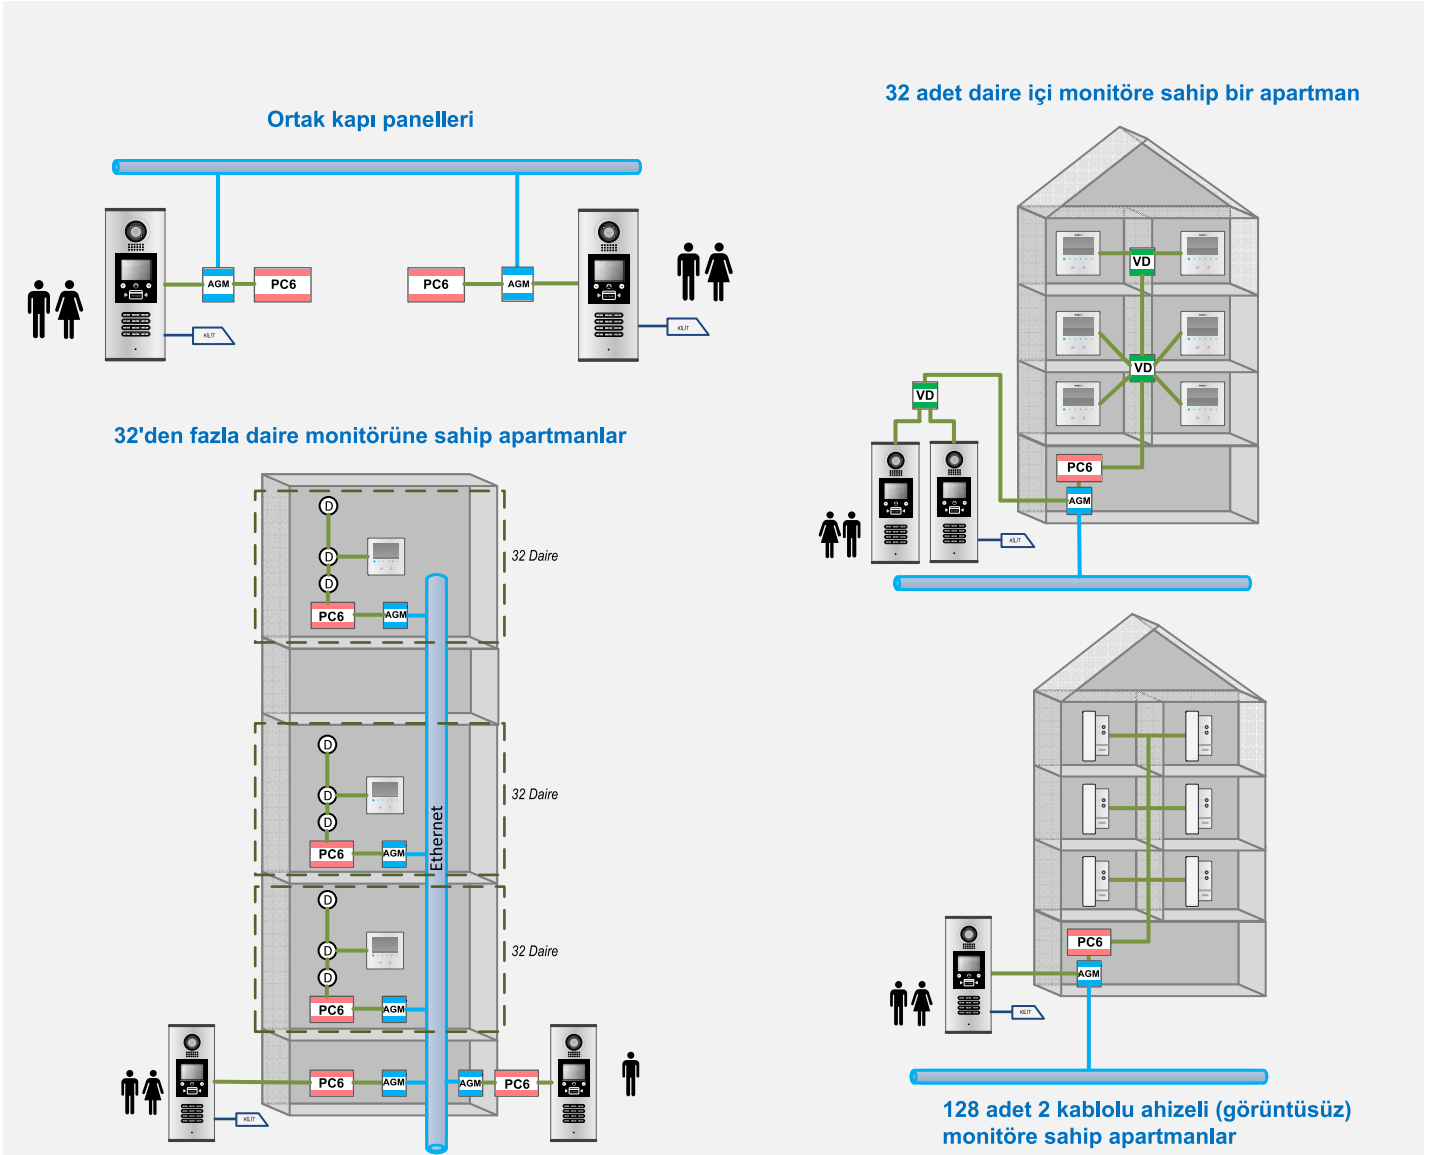 Ortak kapı panelleri
AGM
PC6
PC6
AGM
KİLİT
KİLİT
32'den fazla daire monitörüne sahip apartmanlar
D
D
D
32 Daire
PC6
AGM
D
D
D
32 Daire
PC6
AGM
Ethernet
D
D
D
32 Daire
PC6
AGM
PC6
AGM
AGM
PC6
KİLİT
32 adet daire içi monitöre sahip bir apartman
VD
VD
VD
PC6
AGM
KİLİT
PC6
AGM
KİLİT
128 adet 2 kablolu ahizeli (görüntüsüz)
monitöre sahip apartmanlar